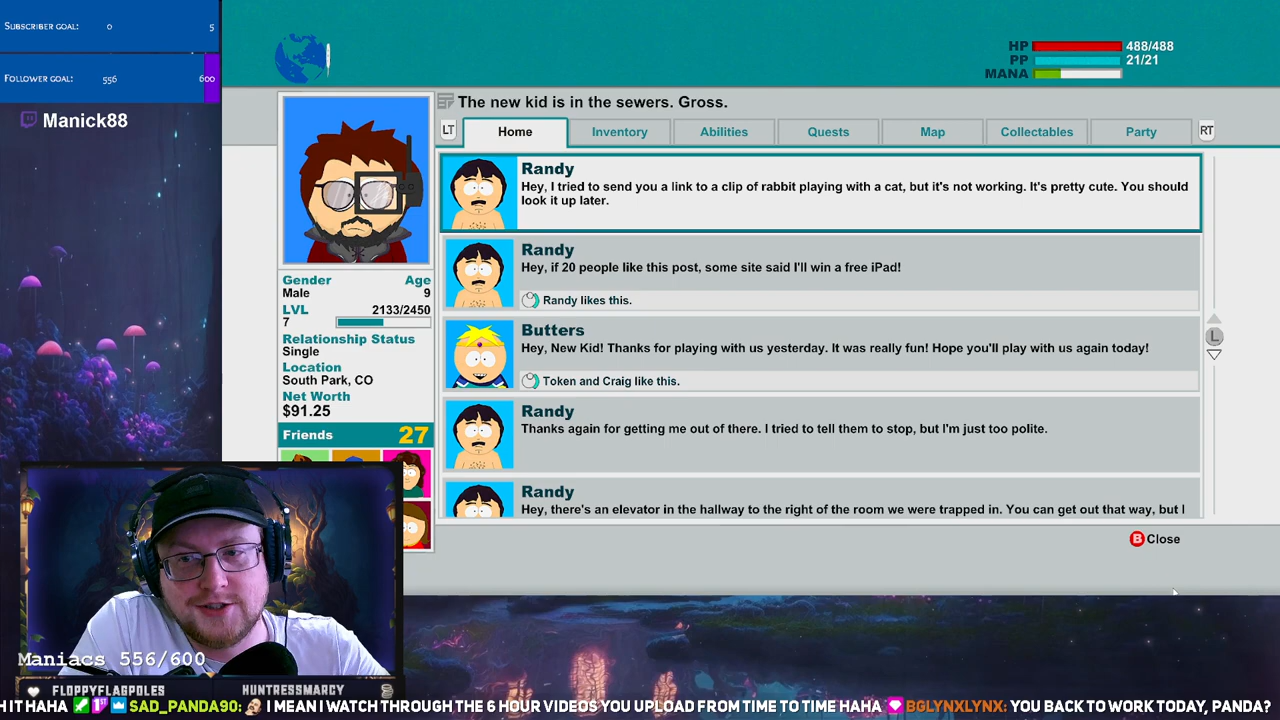 SUBSCRIBER GOAL: 0 5
FOLLOWER GOAL: 556 600
Manick88
HP 488/488
PP 21/21
MANA
The new kid is in the sewers. Gross.
LT Home Inventory Abilities Quests Map Collectables Party RT
Randy
Hey, I tried to send you a link to a clip of rabbit playing with a cat, but it's not working. It's pretty cute. You should
look it up later.
Randy
Hey, if 20 people like this post, some site said I'll win a free iPad!
Randy likes this.
Butters
Hey, New Kid! Thanks for playing with us yesterday. It was really fun! Hope you'll play with us again today!
Token and Craig like this.
Randy
Thanks again for getting me out of there. I tried to tell them to stop, but I'm just too polite.
Randy
Hey, there's an elevator in the hallway to the right of the room we were trapped in. You can get out that way, but I
L
B Close
Gender Age
Male 9
LVL 2133/2450
7
Relationship Status
Single
Location
South Park, CO
Net Worth
$91.25
Friends 27
Maniacs 556/600
FLOPPYFLAGPOLES HUNTRESSMARCY
H IT HAHA SAD_PANDA90: I MEAN I WATCH THROUGH THE 6 HOUR VIDEOS YOU UPLOAD FROM TIME TO TIME HAHA BGLYNXLYNX: YOU BACK TO WORK TODAY, PANDA?